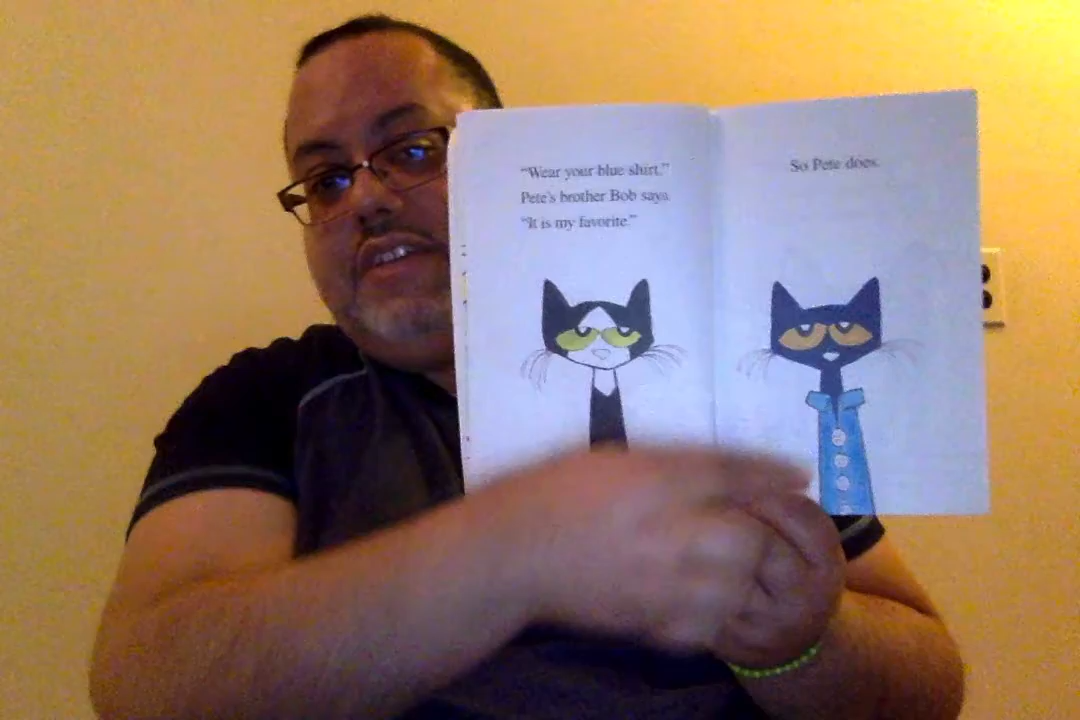 “Wear your blue shirt,”
Pete’s brother Bob says.
“It is my favorite.”
So Pete does.